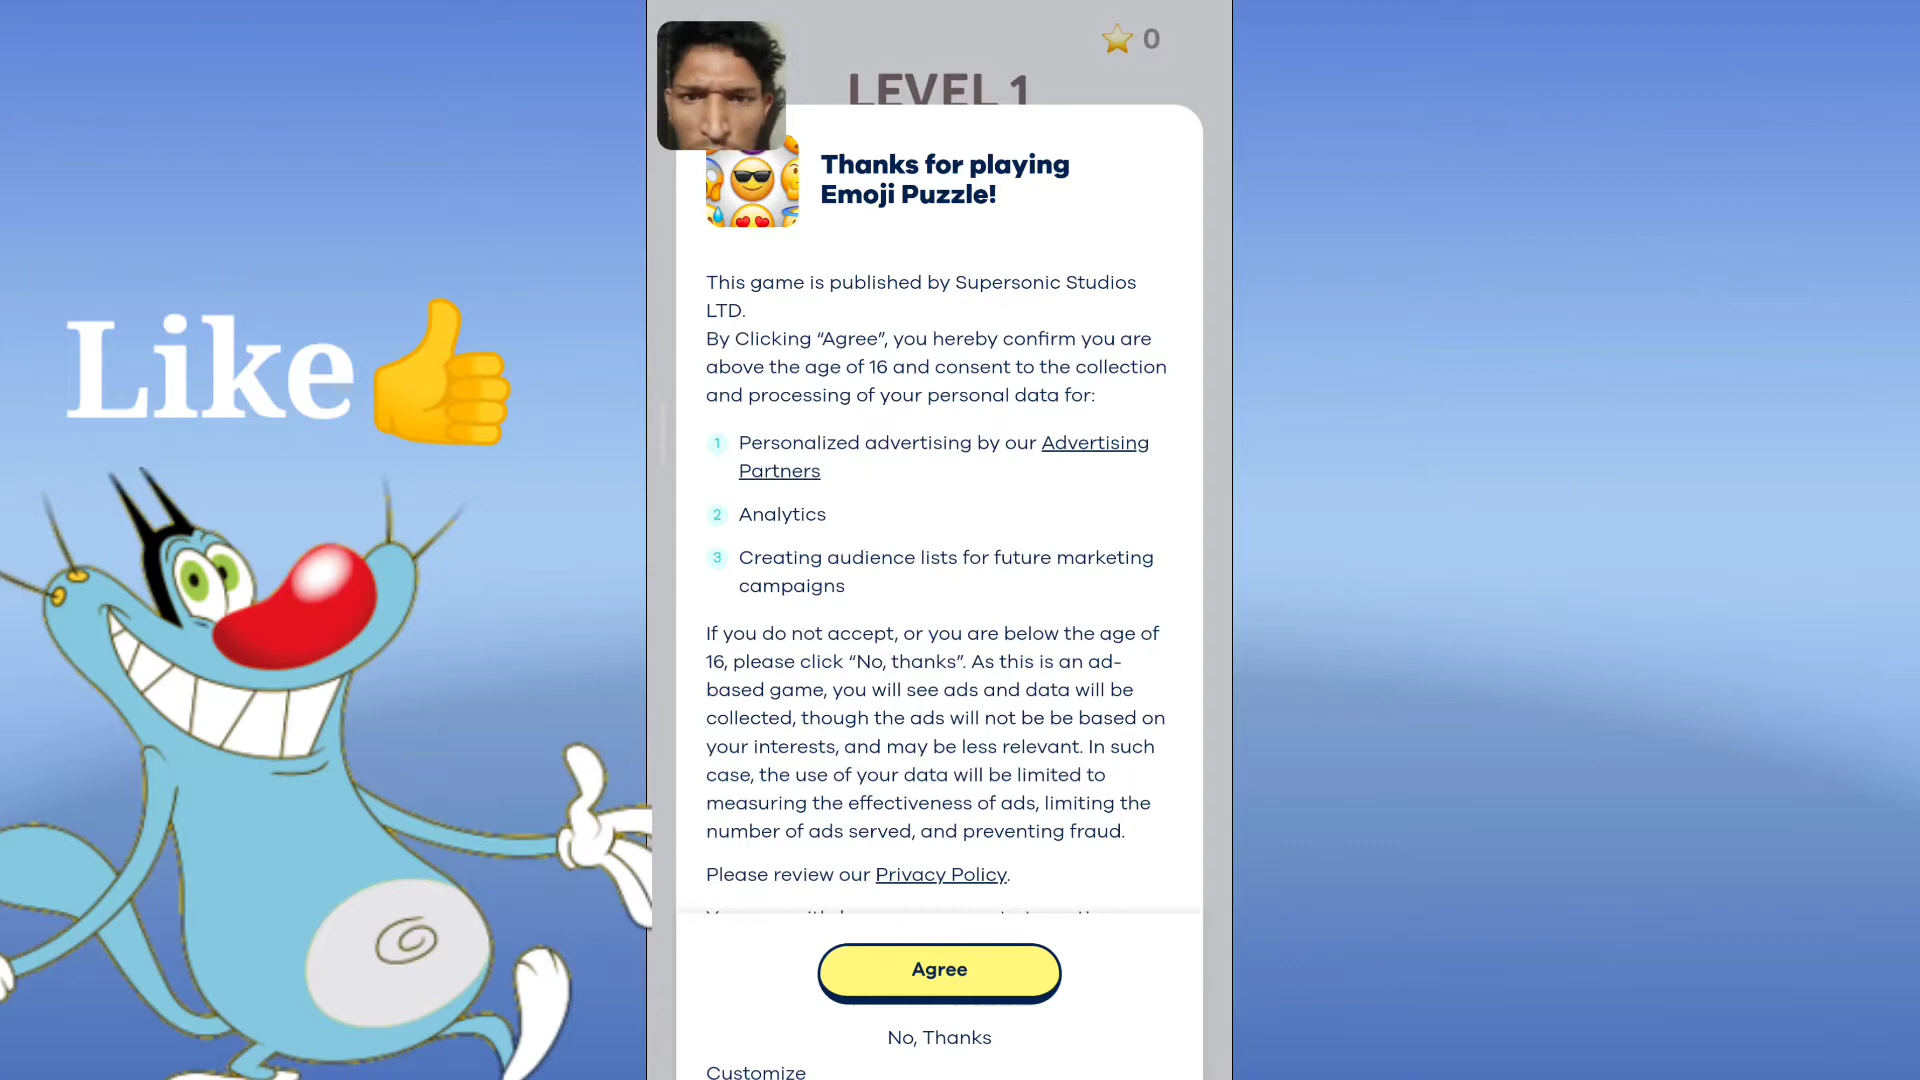 0
LEVEL 1
Thanks for playing
Emoji Puzzle!
This game is published by Supersonic Studios
LTD.
By Clicking “Agree”, you hereby confirm you are
above the age of 16 and consent to the collection
and processing of your personal data for:
1 Personalized advertising by our Advertising
Partners
2 Analytics
3 Creating audience lists for future marketing
campaigns
If you do not accept, or you are below the age of
16, please click “No, thanks”. As this is an ad-
based game, you will see ads and data will be
collected, though the ads will not be be based on
your interests, and may be less relevant. In such
case, the use of your data will be limited to
measuring the effectiveness of ads, limiting the
number of ads served, and preventing fraud.
Please review our Privacy Policy.
Agree
No, Thanks
Customize
Like